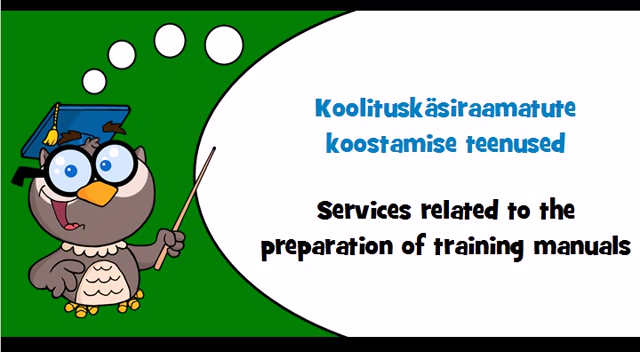 Koolituskäsiraamatute
koostamise teenused
Services related to the
preparation of training manuals